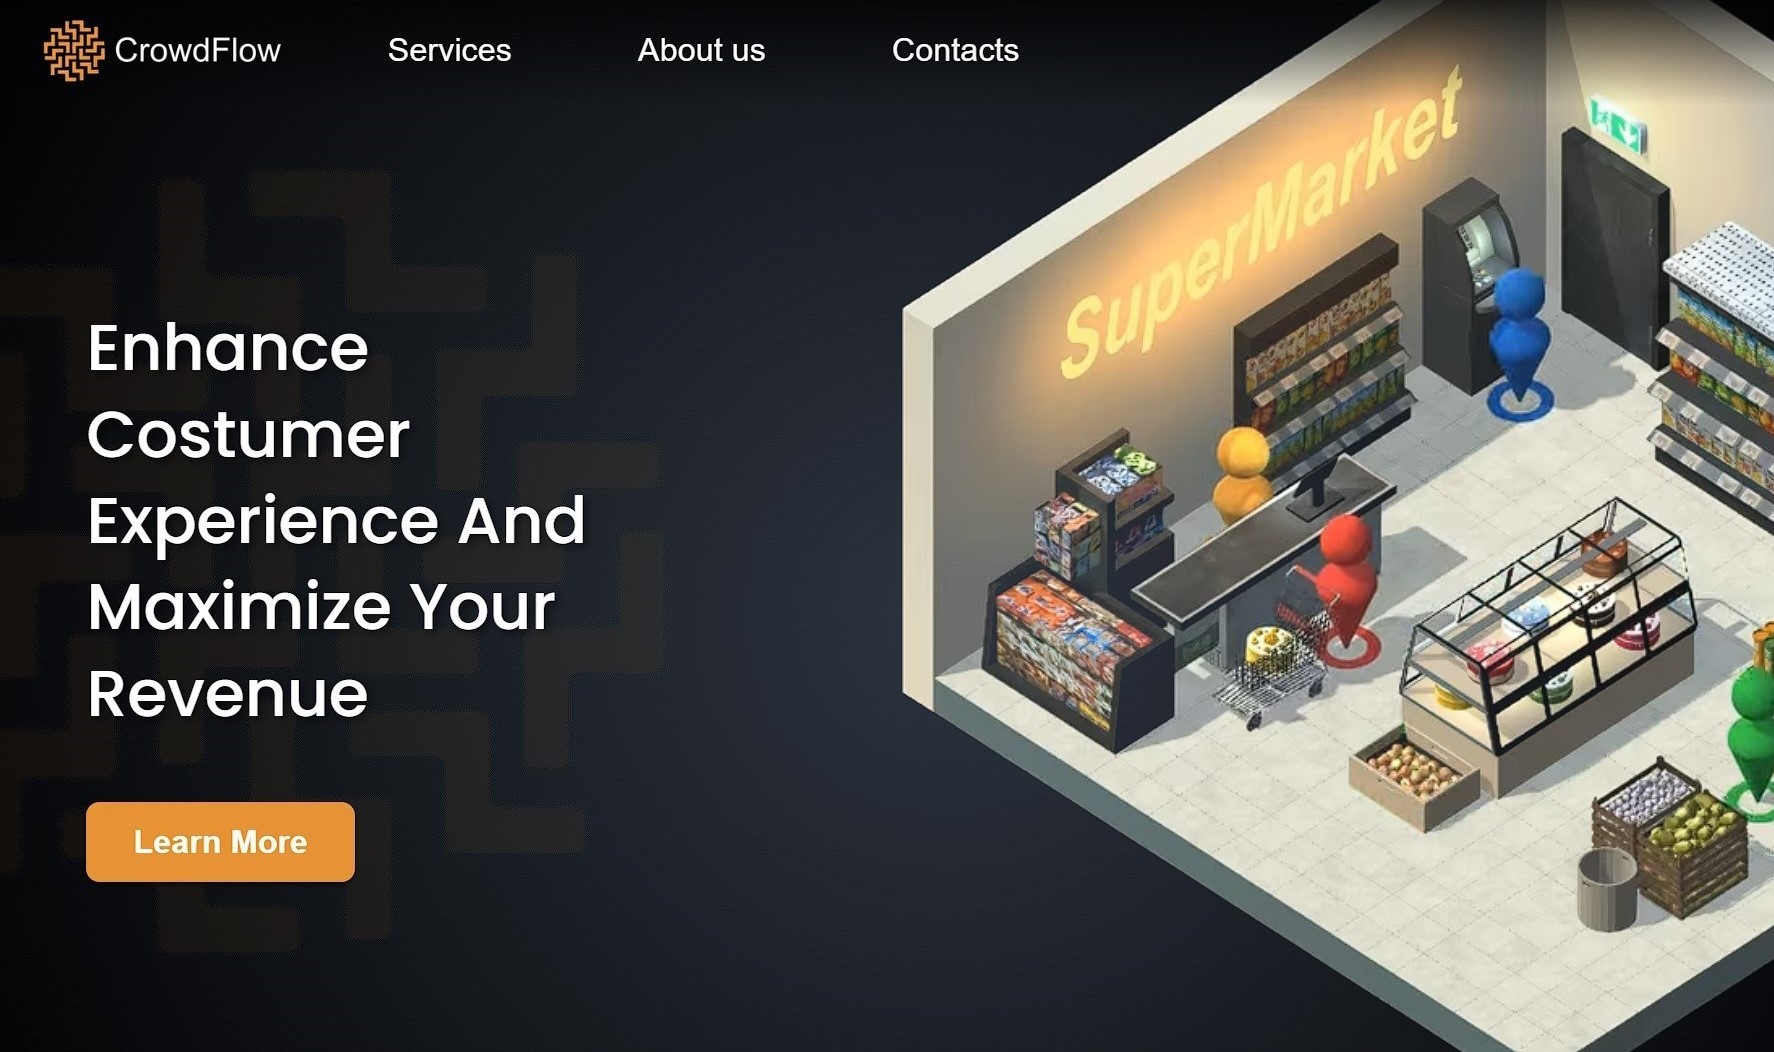 CrowdFlow
Services
About us
Contacts
SuperMarket
Enhance
Costumer
Experience And
Maximize Your
Revenue
Learn More